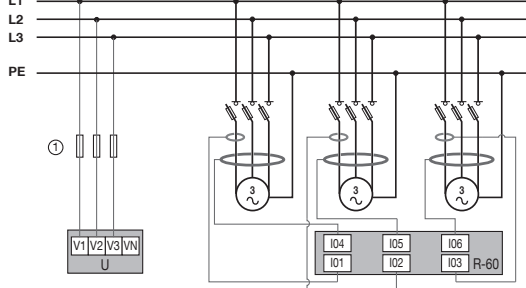 L1
L2
L3
PE
1
3
3
3
V1 V2 V3 VN
U
I04 I05 I06
I01 I02 I03 R-60